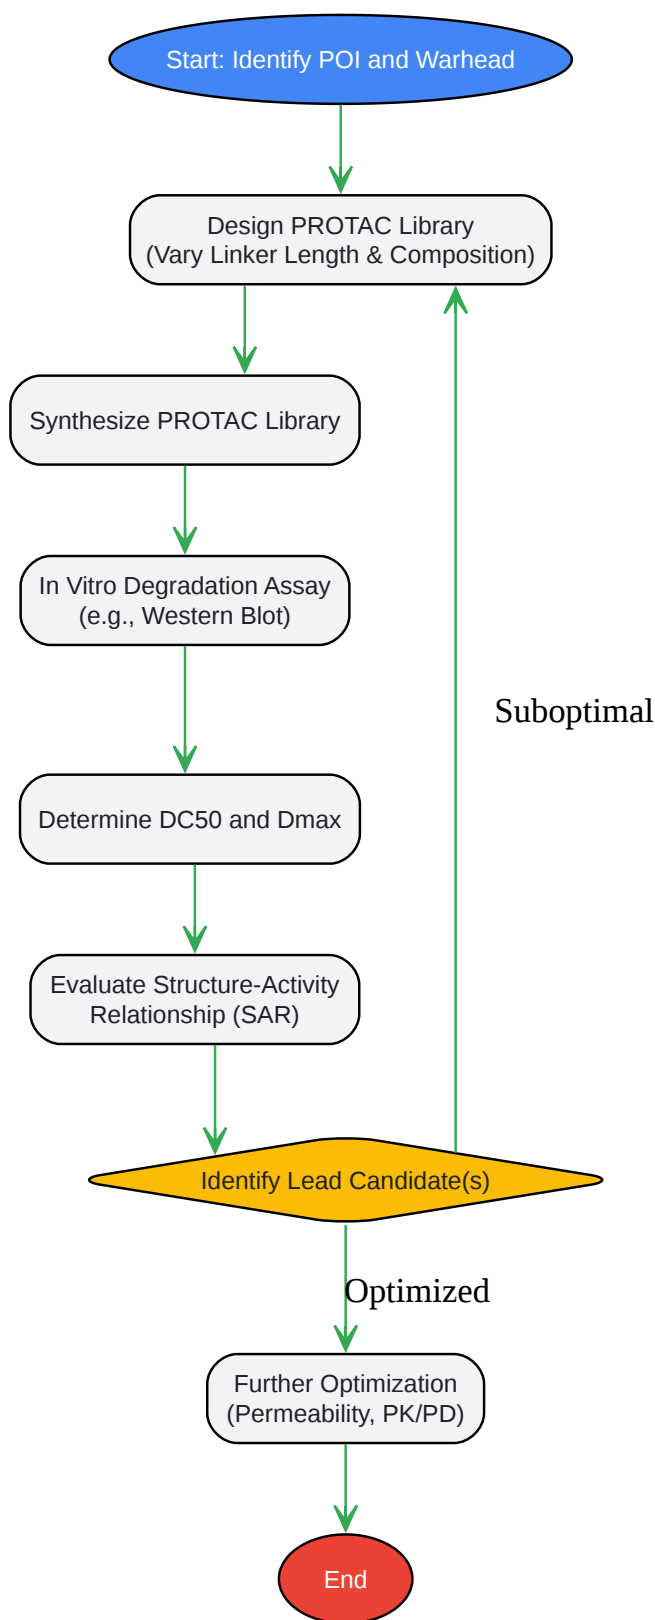 Start: Identify POI and Warhead
Design PROTAC Library
(Vary Linker Length & Composition)
Synthesize PROTAC Library
In Vitro Degradation Assay
(e.g., Western Blot)
Suboptimal
Determine DC50 and Dmax
Evaluate Structure-Activity
Relationship (SAR)
Identify Lead Candidate(s)
Optimized
Further Optimization
(Permeability, PK/PD)
End